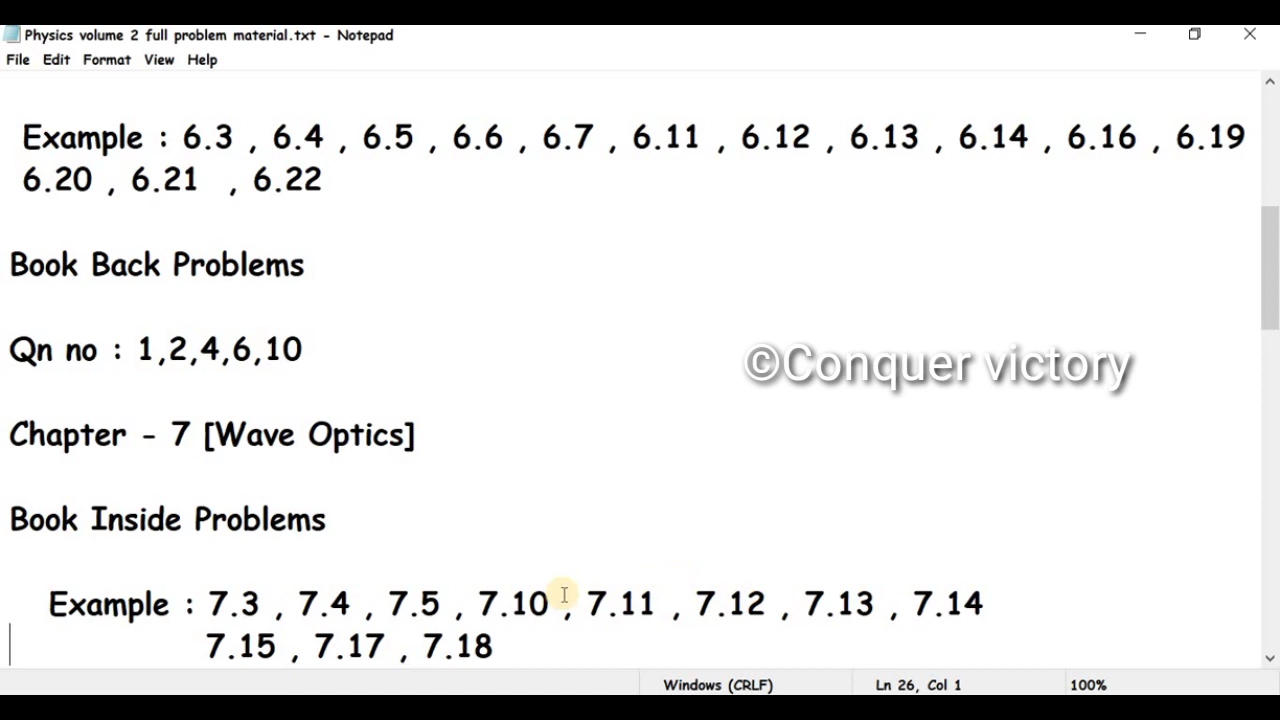 Physics volume 2 full problem material.txt - Notepad
File Edit Format View Help
Example : 6.3 , 6.4 , 6.5 , 6.6 , 6.7 , 6.11 , 6.12 , 6.13 , 6.14 , 6.16 , 6.19
6.20 , 6.21 , 6.22
Book Back Problems
Qn no : 1,2,4,6,10
©Conquer victory
Chapter - 7 [Wave Optics]
Book Inside Problems
Example : 7.3 , 7.4 , 7.5 , 7.10 , 7.11 , 7.12 , 7.13 , 7.14
7.15 , 7.17 , 7.18
Windows (CRLF) Ln 26, Col 1 100%